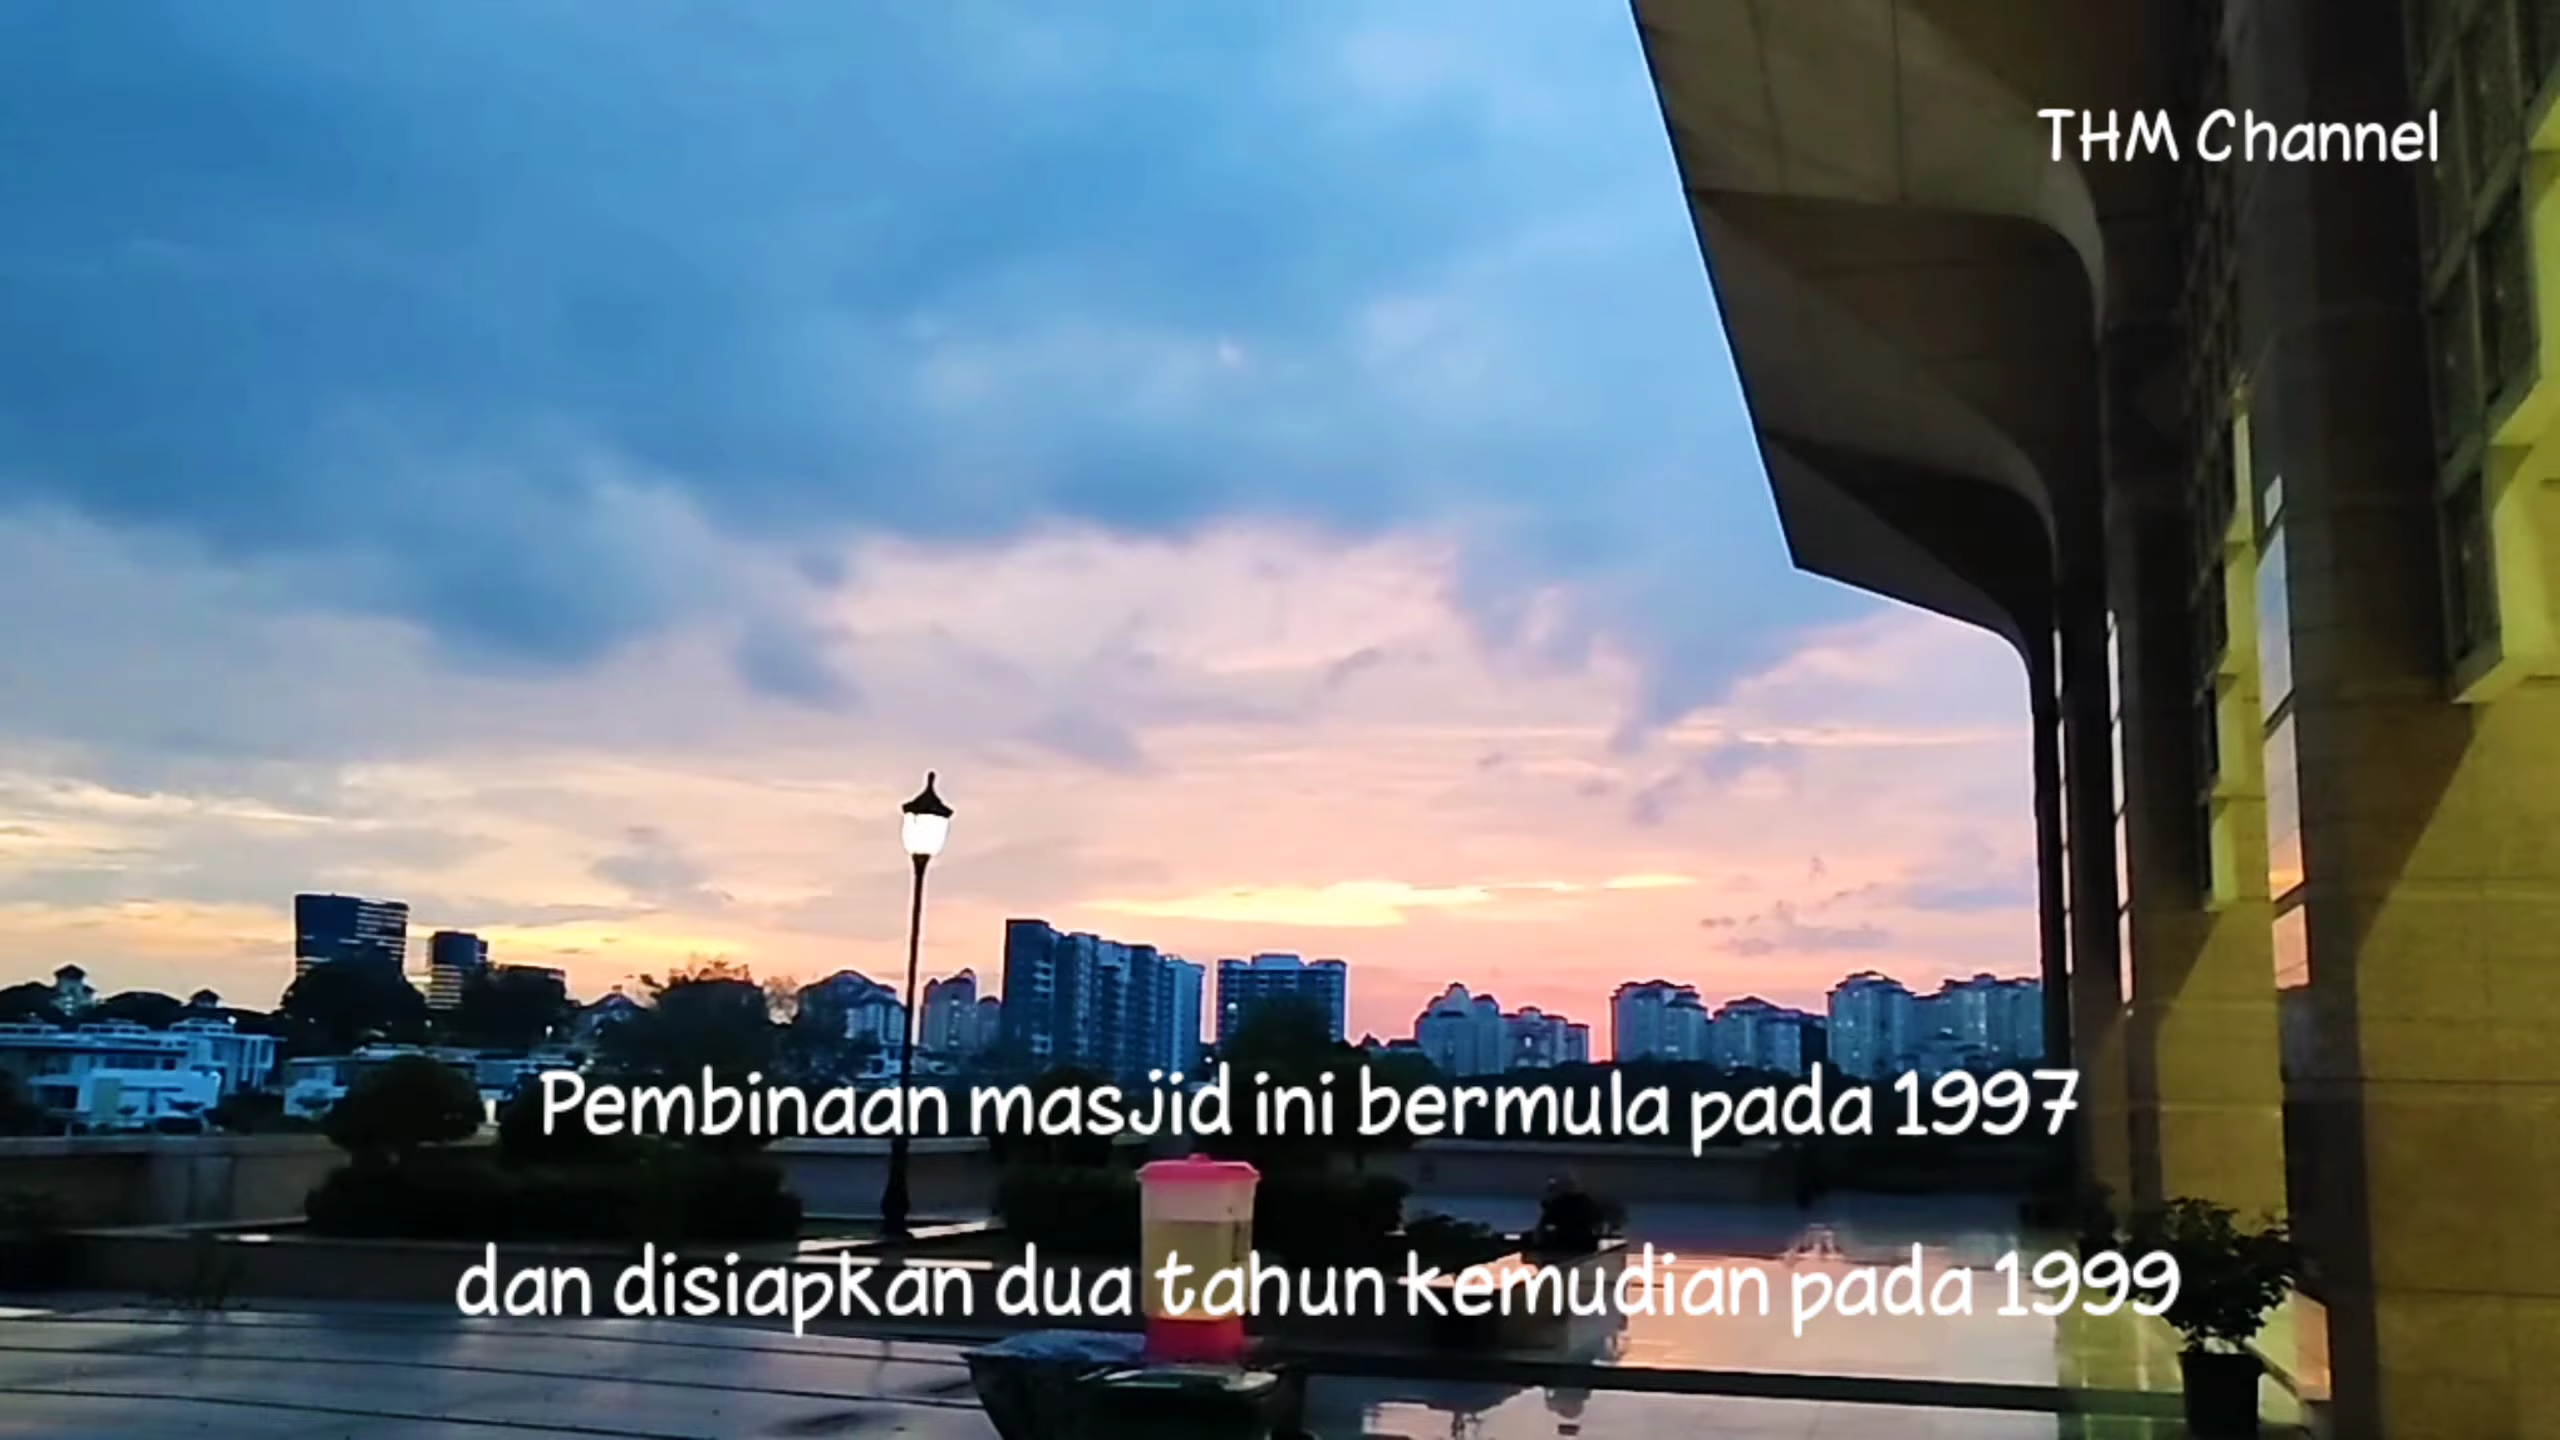 THM Channel
Pembinaan masjid ini bermula pada 1997
dan disiapkan dua tahun kemudian pada 1999